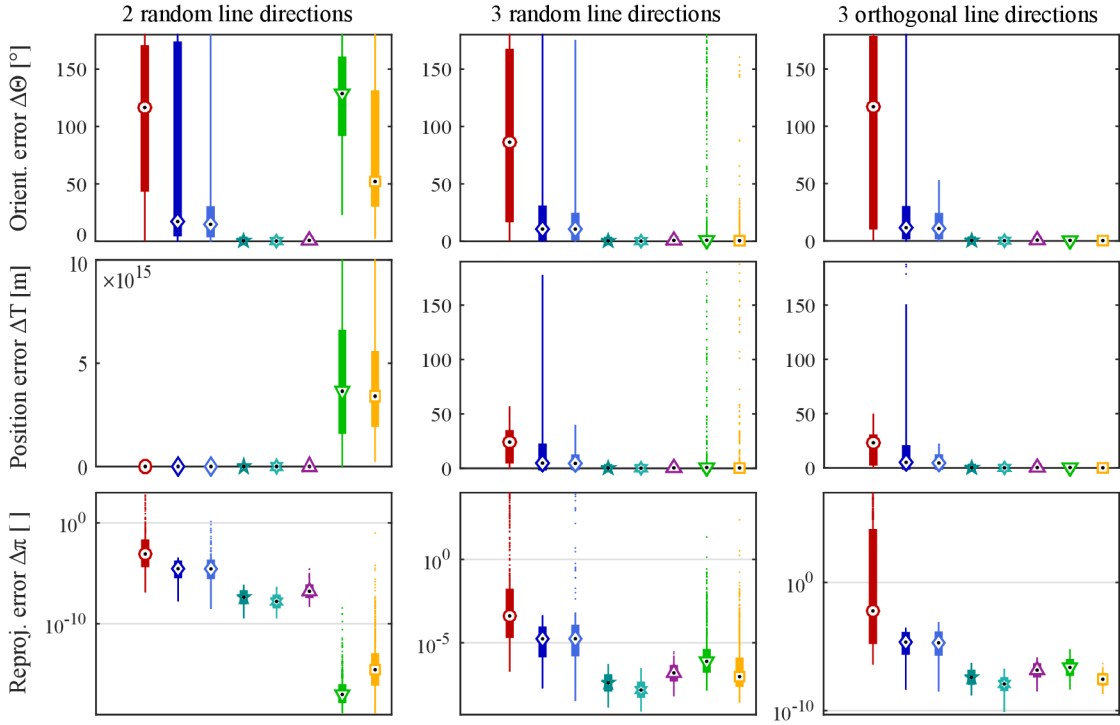 2 random line directions 3 random line directions 3 orthogonal line directions
Orient. error ΔΘ [°]
150 150 150
100 100 100
50 50 50
0 0 0
Position error ΔT [m]
10
×10^15
5
0
150 150
100 100
50 50
0 0
Reproj. error Δπ [ ]
10^0 10^0 10^0
10^-10 10^-5 10^-10